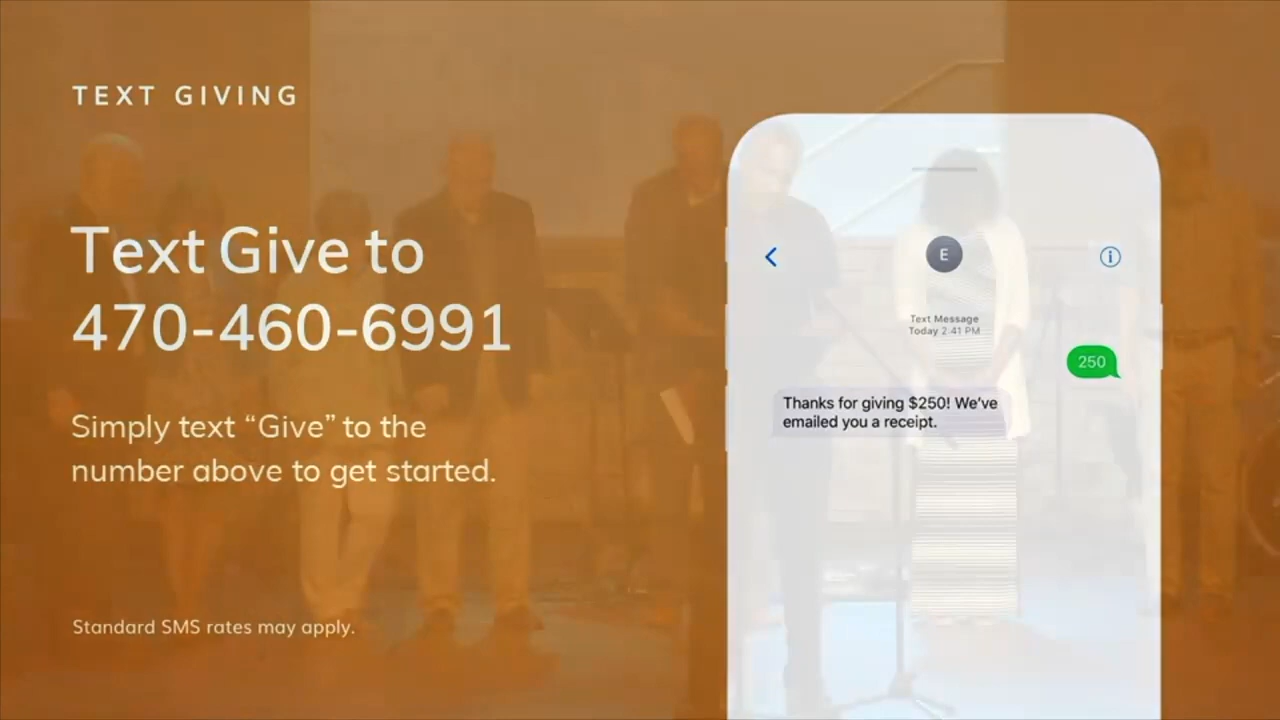 TEXT GIVING
Text Give to
470-460-6991
Simply text “Give” to the
number above to get started.
Standard SMS rates may apply.
E
Text Message
Today 2:41 PM
250
Thanks for giving $250! We’ve
emailed you a receipt.